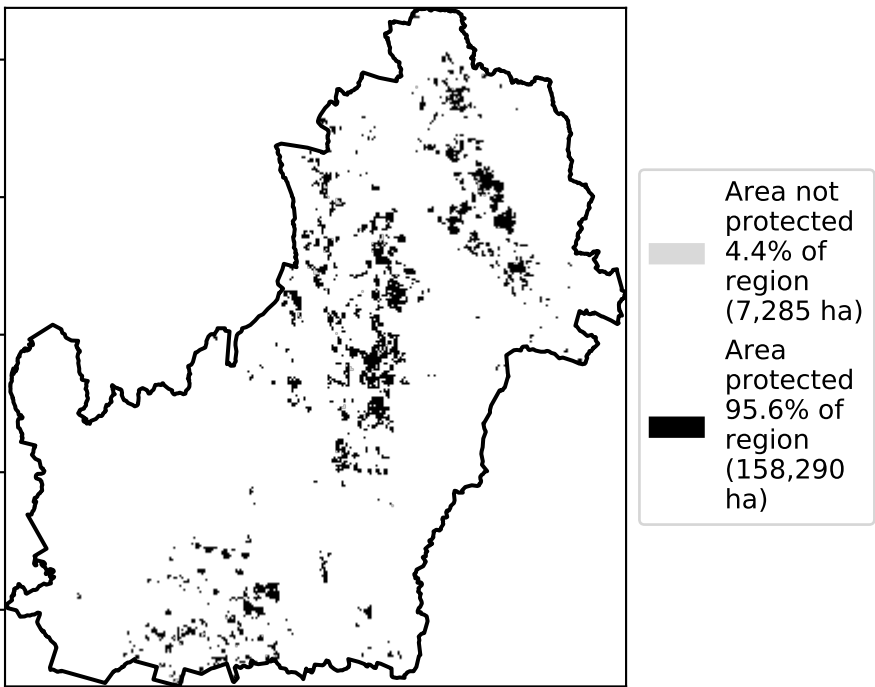 Area not
protected
4.4% of
region
(7,285 ha)
Area
protected
95.6% of
region
(158,290
ha)